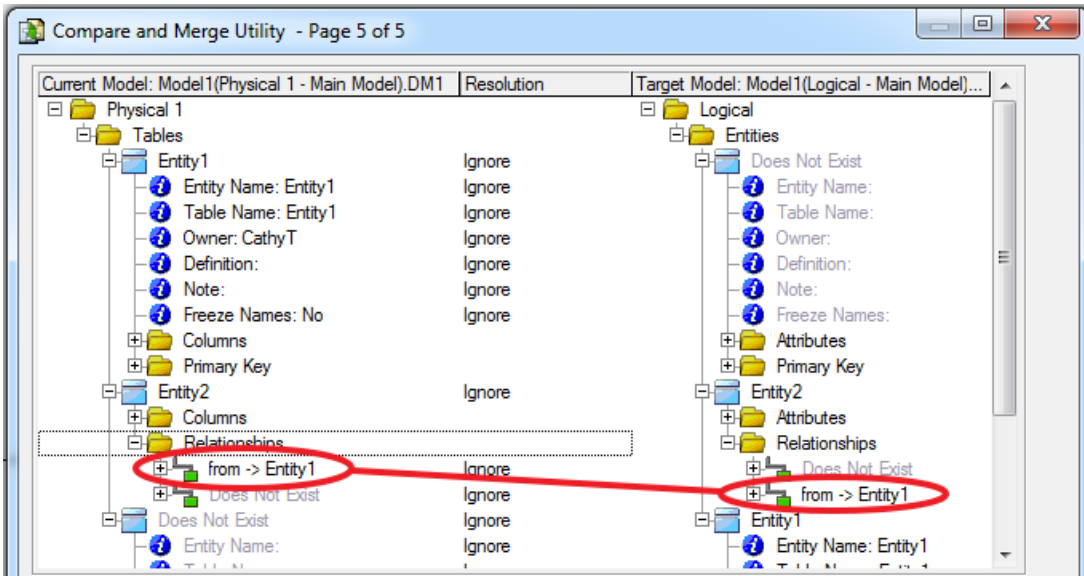 Compare and Merge Utility - Page 5 of 5
Current Model: Model1(Physical 1 - Main Model).DM1 Resolution Target Model: Model1(Logical - Main Model)...
Physical 1 Logical
Tables Entities
Entity1 Ignore Does Not Exist
Entity Name: Entity1 Ignore Entity Name:
Table Name: Entity1 Ignore Table Name:
Owner: CathyT Ignore Owner:
Definition: Ignore Definition:
Note: Ignore Note:
Freeze Names: No Ignore Freeze Names:
Columns Attributes
Primary Key Primary Key
Entity2 Ignore Entity2
Columns Attributes
Relationships Relationships
from -> Entity1 Ignore Does Not Exist
Does Not Exist Ignore from -> Entity1
Does Not Exist Ignore Entity1
Entity Name: Ignore Entity Name: Entity1